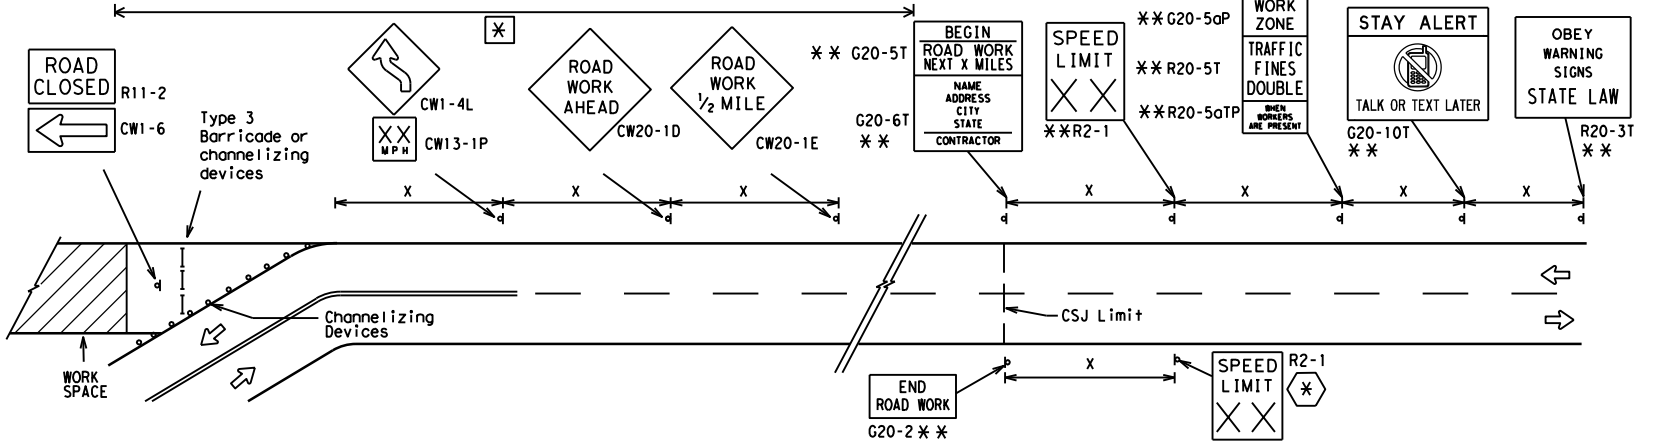 ROAD
CLOSED
R11-2
CW1-6
Type 3
Barricade or
channelizing
devices
CW1-4L
XX
MPH
CW13-1P
*
ROAD
WORK
AHEAD
CW20-1D
ROAD
WORK
1/2 MILE
CW20-1E
** G20-5T
BEGIN
ROAD WORK
NEXT X MILES
NAME
ADDRESS
CITY
STATE
CONTRACTOR
G20-6T
**
SPEED
LIMIT
XX
**R2-1
**G20-5aP
WORK
ZONE
**R20-5T
TRAFFIC
FINES
DOUBLE
**R20-5aTP
WHEN
WORKERS
ARE PRESENT
STAY ALERT
TALK OR TEXT LATER
G20-10T
**
OBEY
WARNING
SIGNS
STATE LAW
R20-3T
**
X
X
X
X
X
X
X
Channelizing
Devices
WORK
SPACE
CSJ Limit
X
END
ROAD WORK
G20-2 **
SPEED
LIMIT
XX
R2-1
*